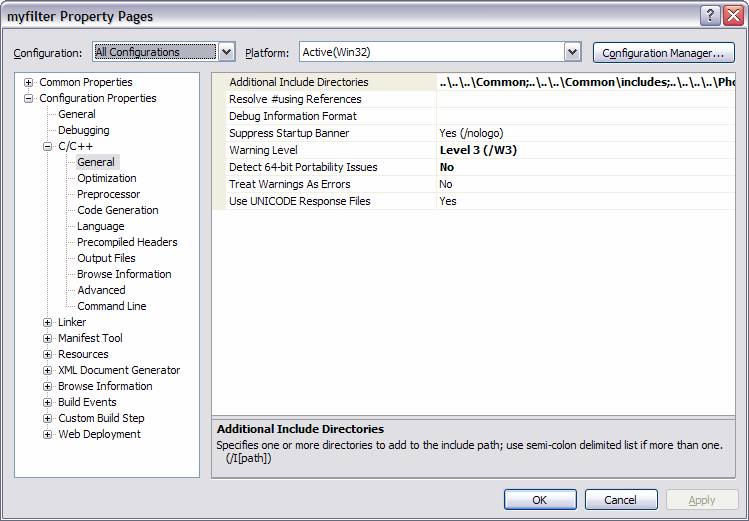 myfilter Property Pages
Configuration: All Configurations Platform: Active(Win32) Configuration Manager...
Common Properties
Configuration Properties
General
Debugging
C/C++
General
Optimization
Preprocessor
Code Generation
Language
Precompiled Headers
Output Files
Browse Information
Advanced
Command Line
Linker
Manifest Tool
Resources
XML Document Generator
Browse Information
Build Events
Custom Build Step
Web Deployment
Additional Include Directories ..\..\..\Common;..\..\..\Common\includes;..\..\..\..\Pho
Resolve #using References
Debug Information Format
Suppress Startup Banner Yes (/nologo)
Warning Level Level 3 (/W3)
Detect 64-bit Portability Issues No
Treat Warnings As Errors No
Use UNICODE Response Files Yes
Additional Include Directories
Specifies one or more directories to add to the include path; use semi-colon delimited list if more than one.
(/I[path])
OK Cancel Apply